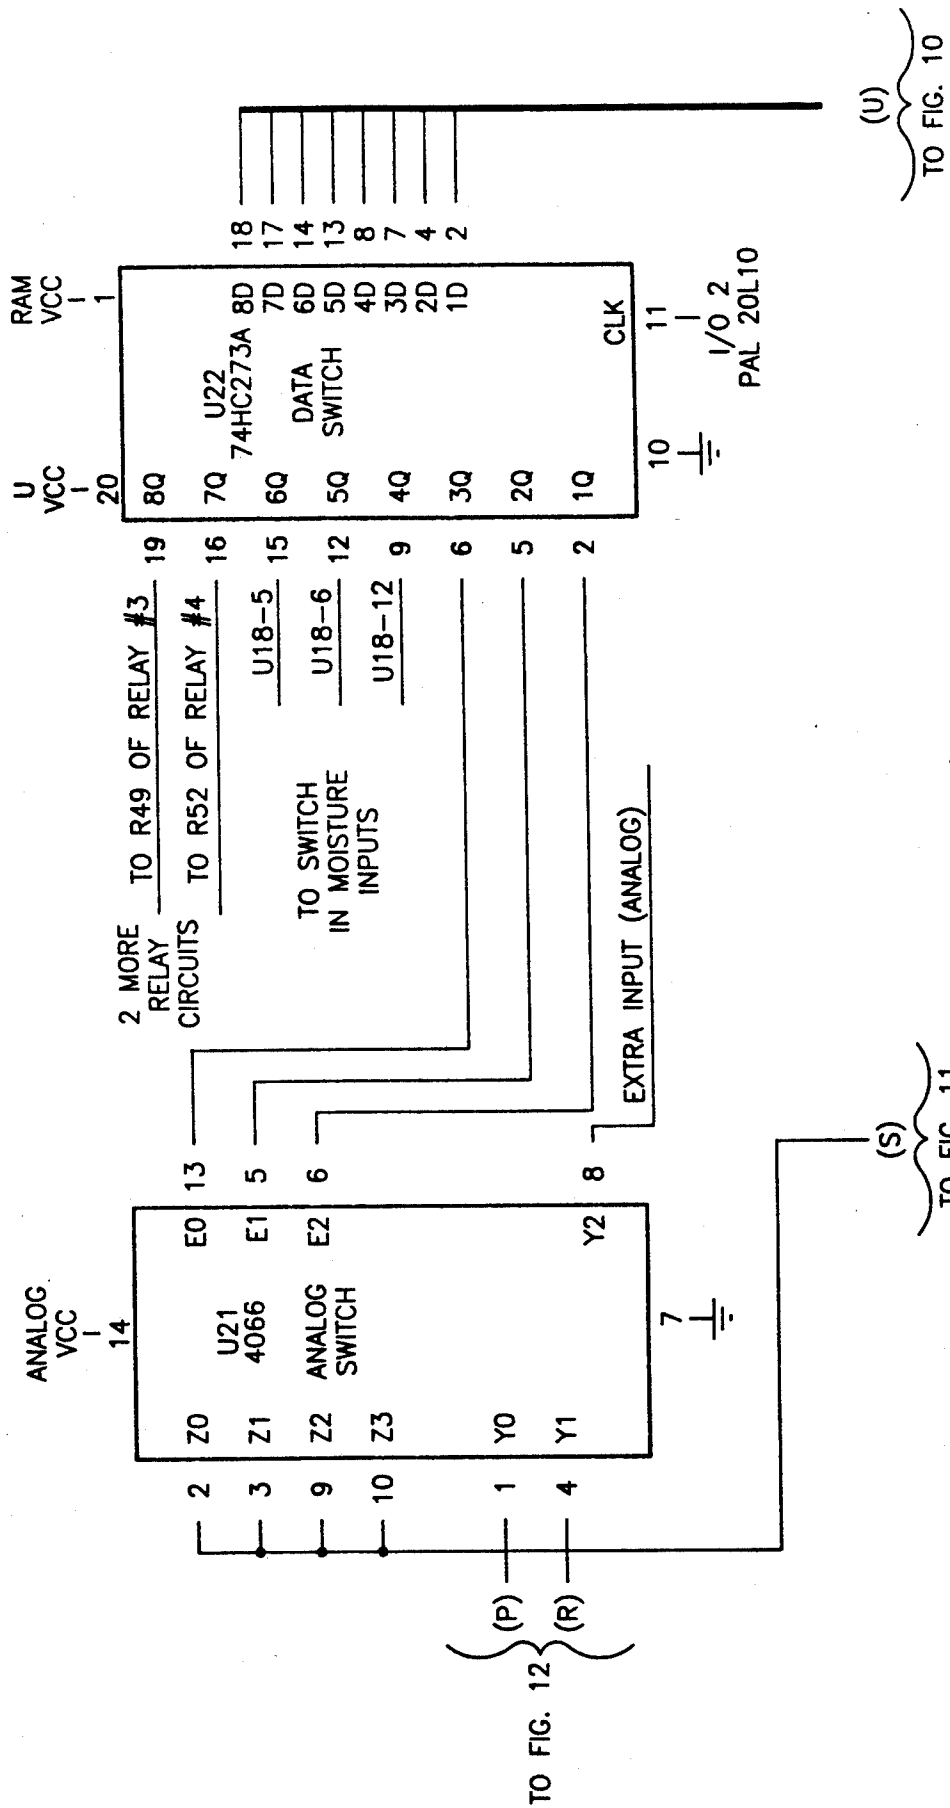 ANALOG
VCC
14
2
Z0
3
Z1
9
Z2
10
Z3
1
Y0
4
Y1
U21
4066
ANALOG
SWITCH
E0
13
E1
5
E2
6
Y2
8
7
(P)
(R)
TO FIG. 12
(S)
TO FIG. 11
EXTRA INPUT (ANALOG)
2 MORE
RELAY
CIRCUITS
TO R49 OF RELAY #3
TO R52 OF RELAY #4
TO SWITCH
IN MOISTURE
INPUTS
U18-5
U18-6
U18-12
U
VCC
20
RAM
VCC
1
19
8Q
16
7Q
15
6Q
12
5Q
9
4Q
6
3Q
5
2Q
2
1Q
U22
74HC273A
DATA
SWITCH
8D
18
7D
17
6D
14
5D
13
4D
8
3D
7
2D
4
1D
2
CLK
10
11
I/O 2
PAL 20L10
(U)
TO FIG. 10